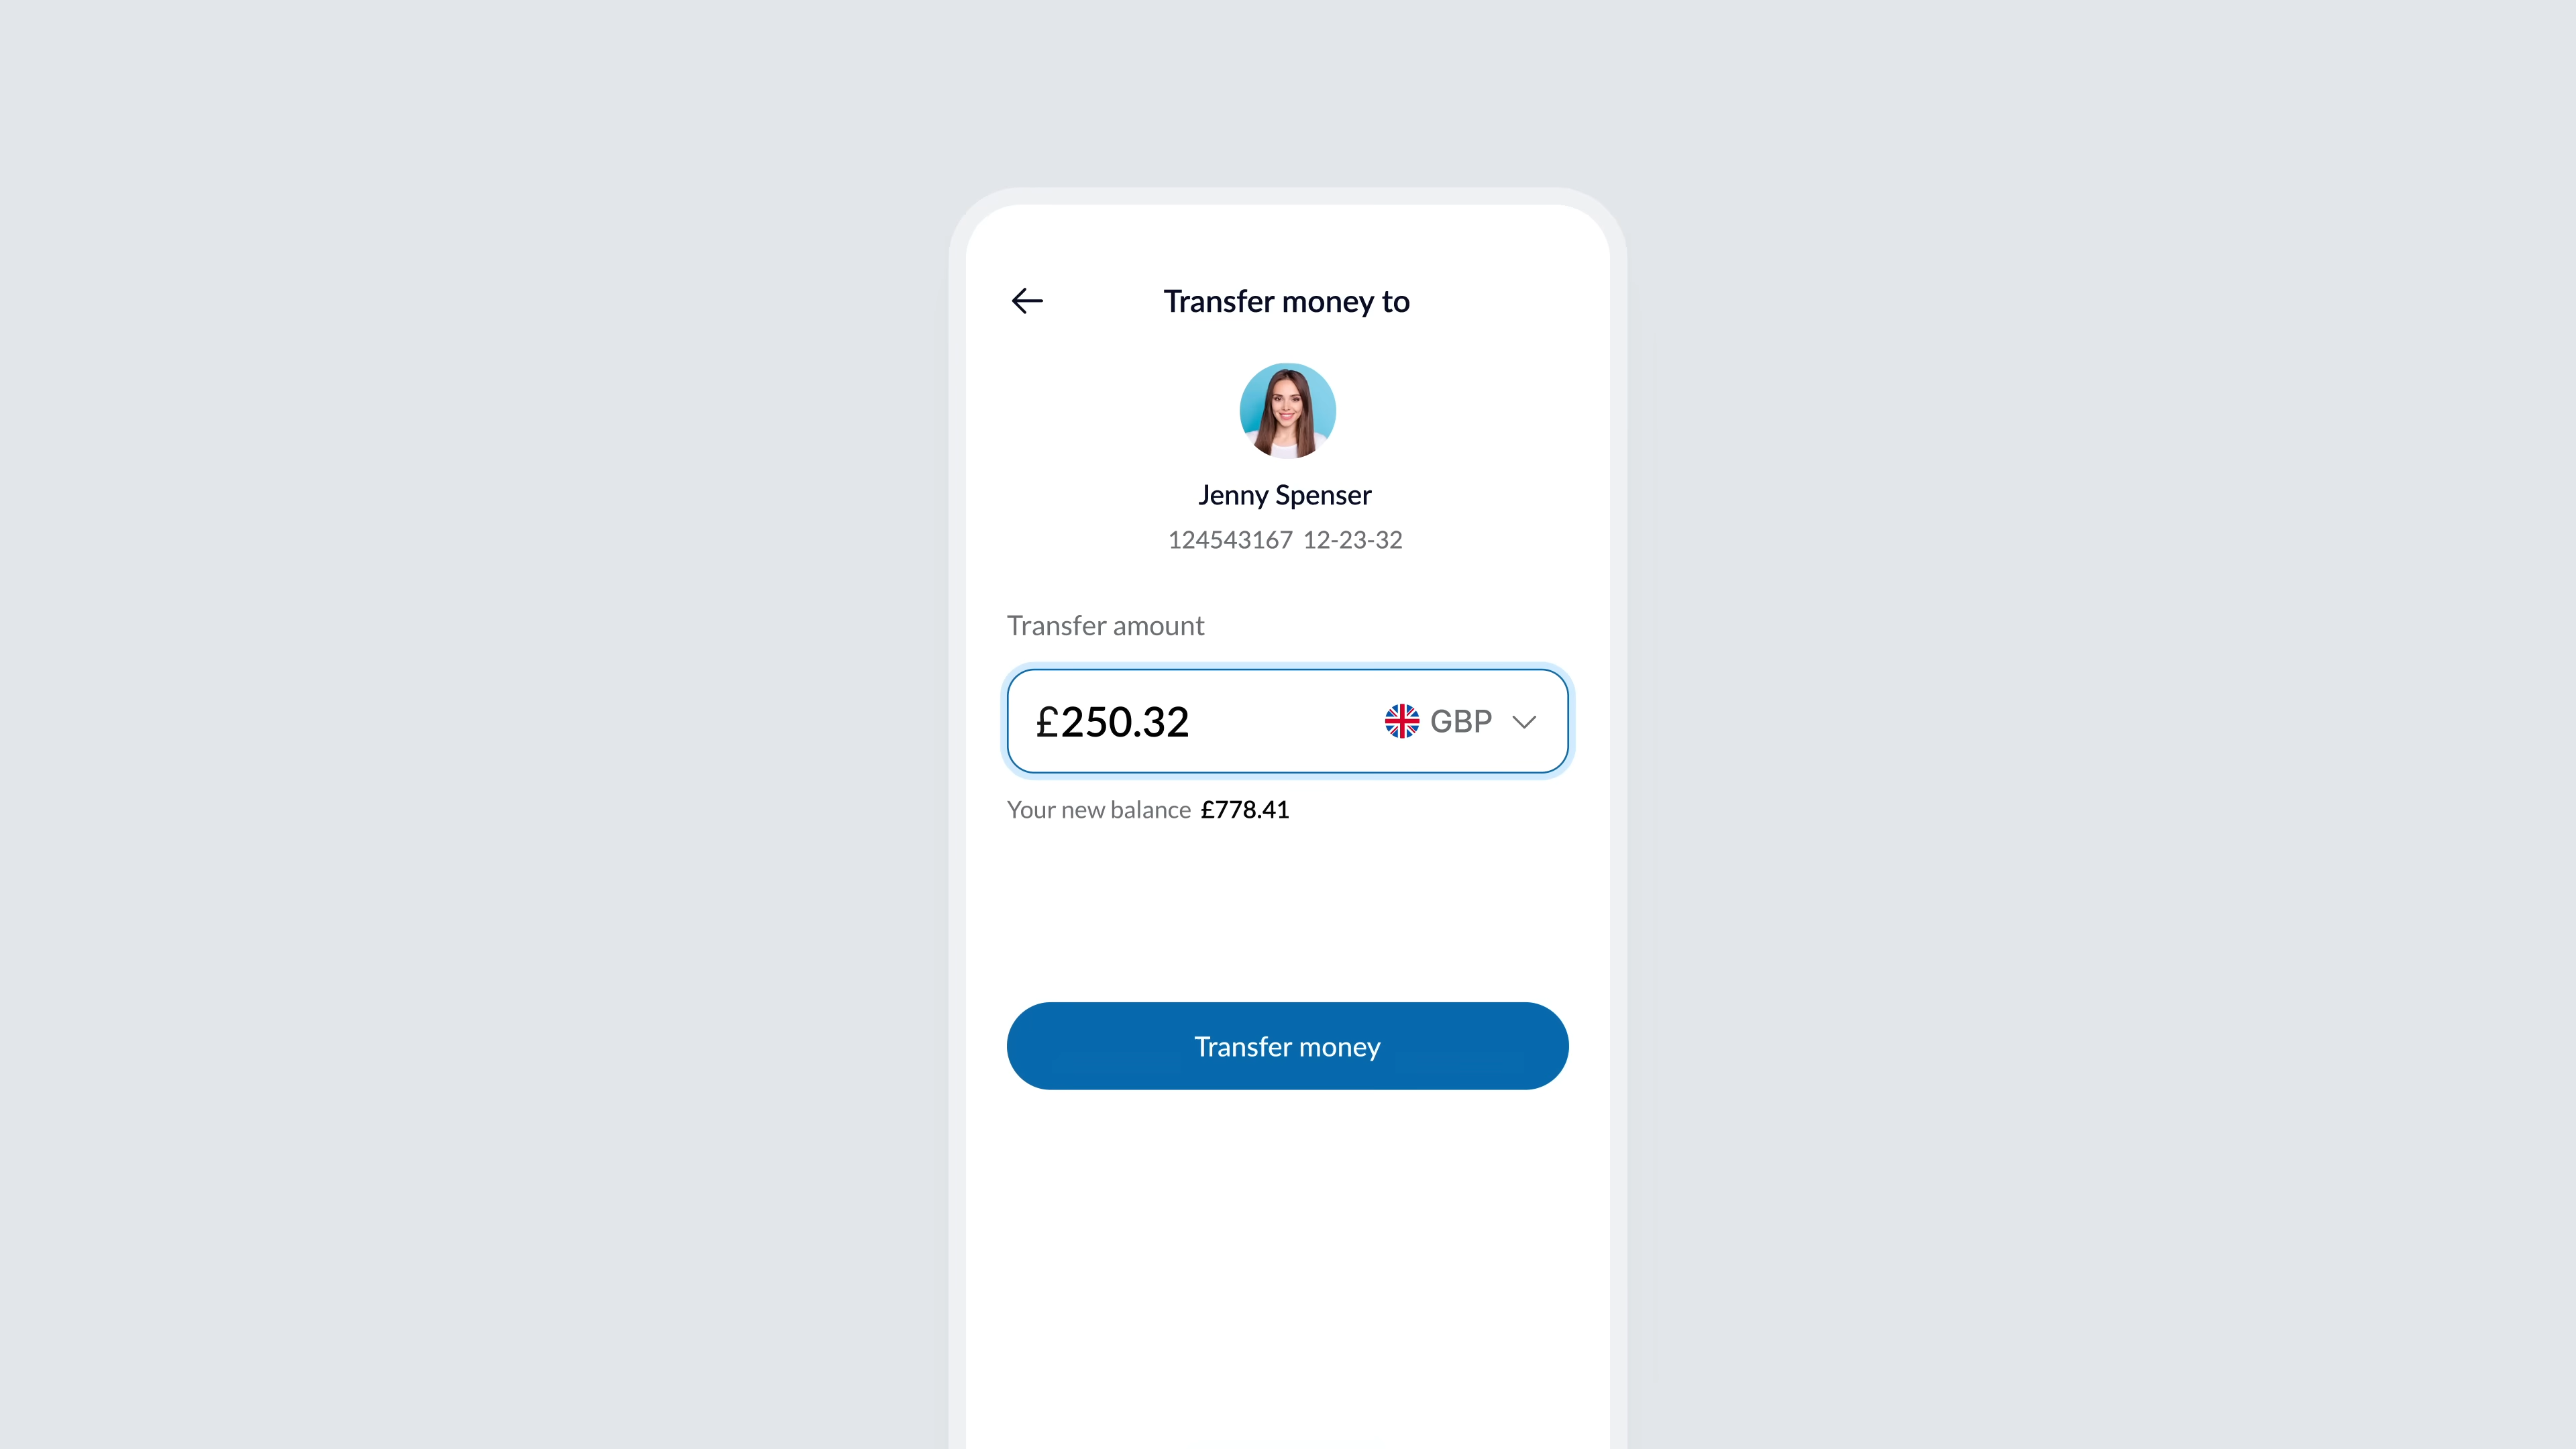 Transfer money to
Jenny Spenser
124543167 12-23-32
Transfer amount
£250.32 GBP
Your new balance £778.41
Transfer money